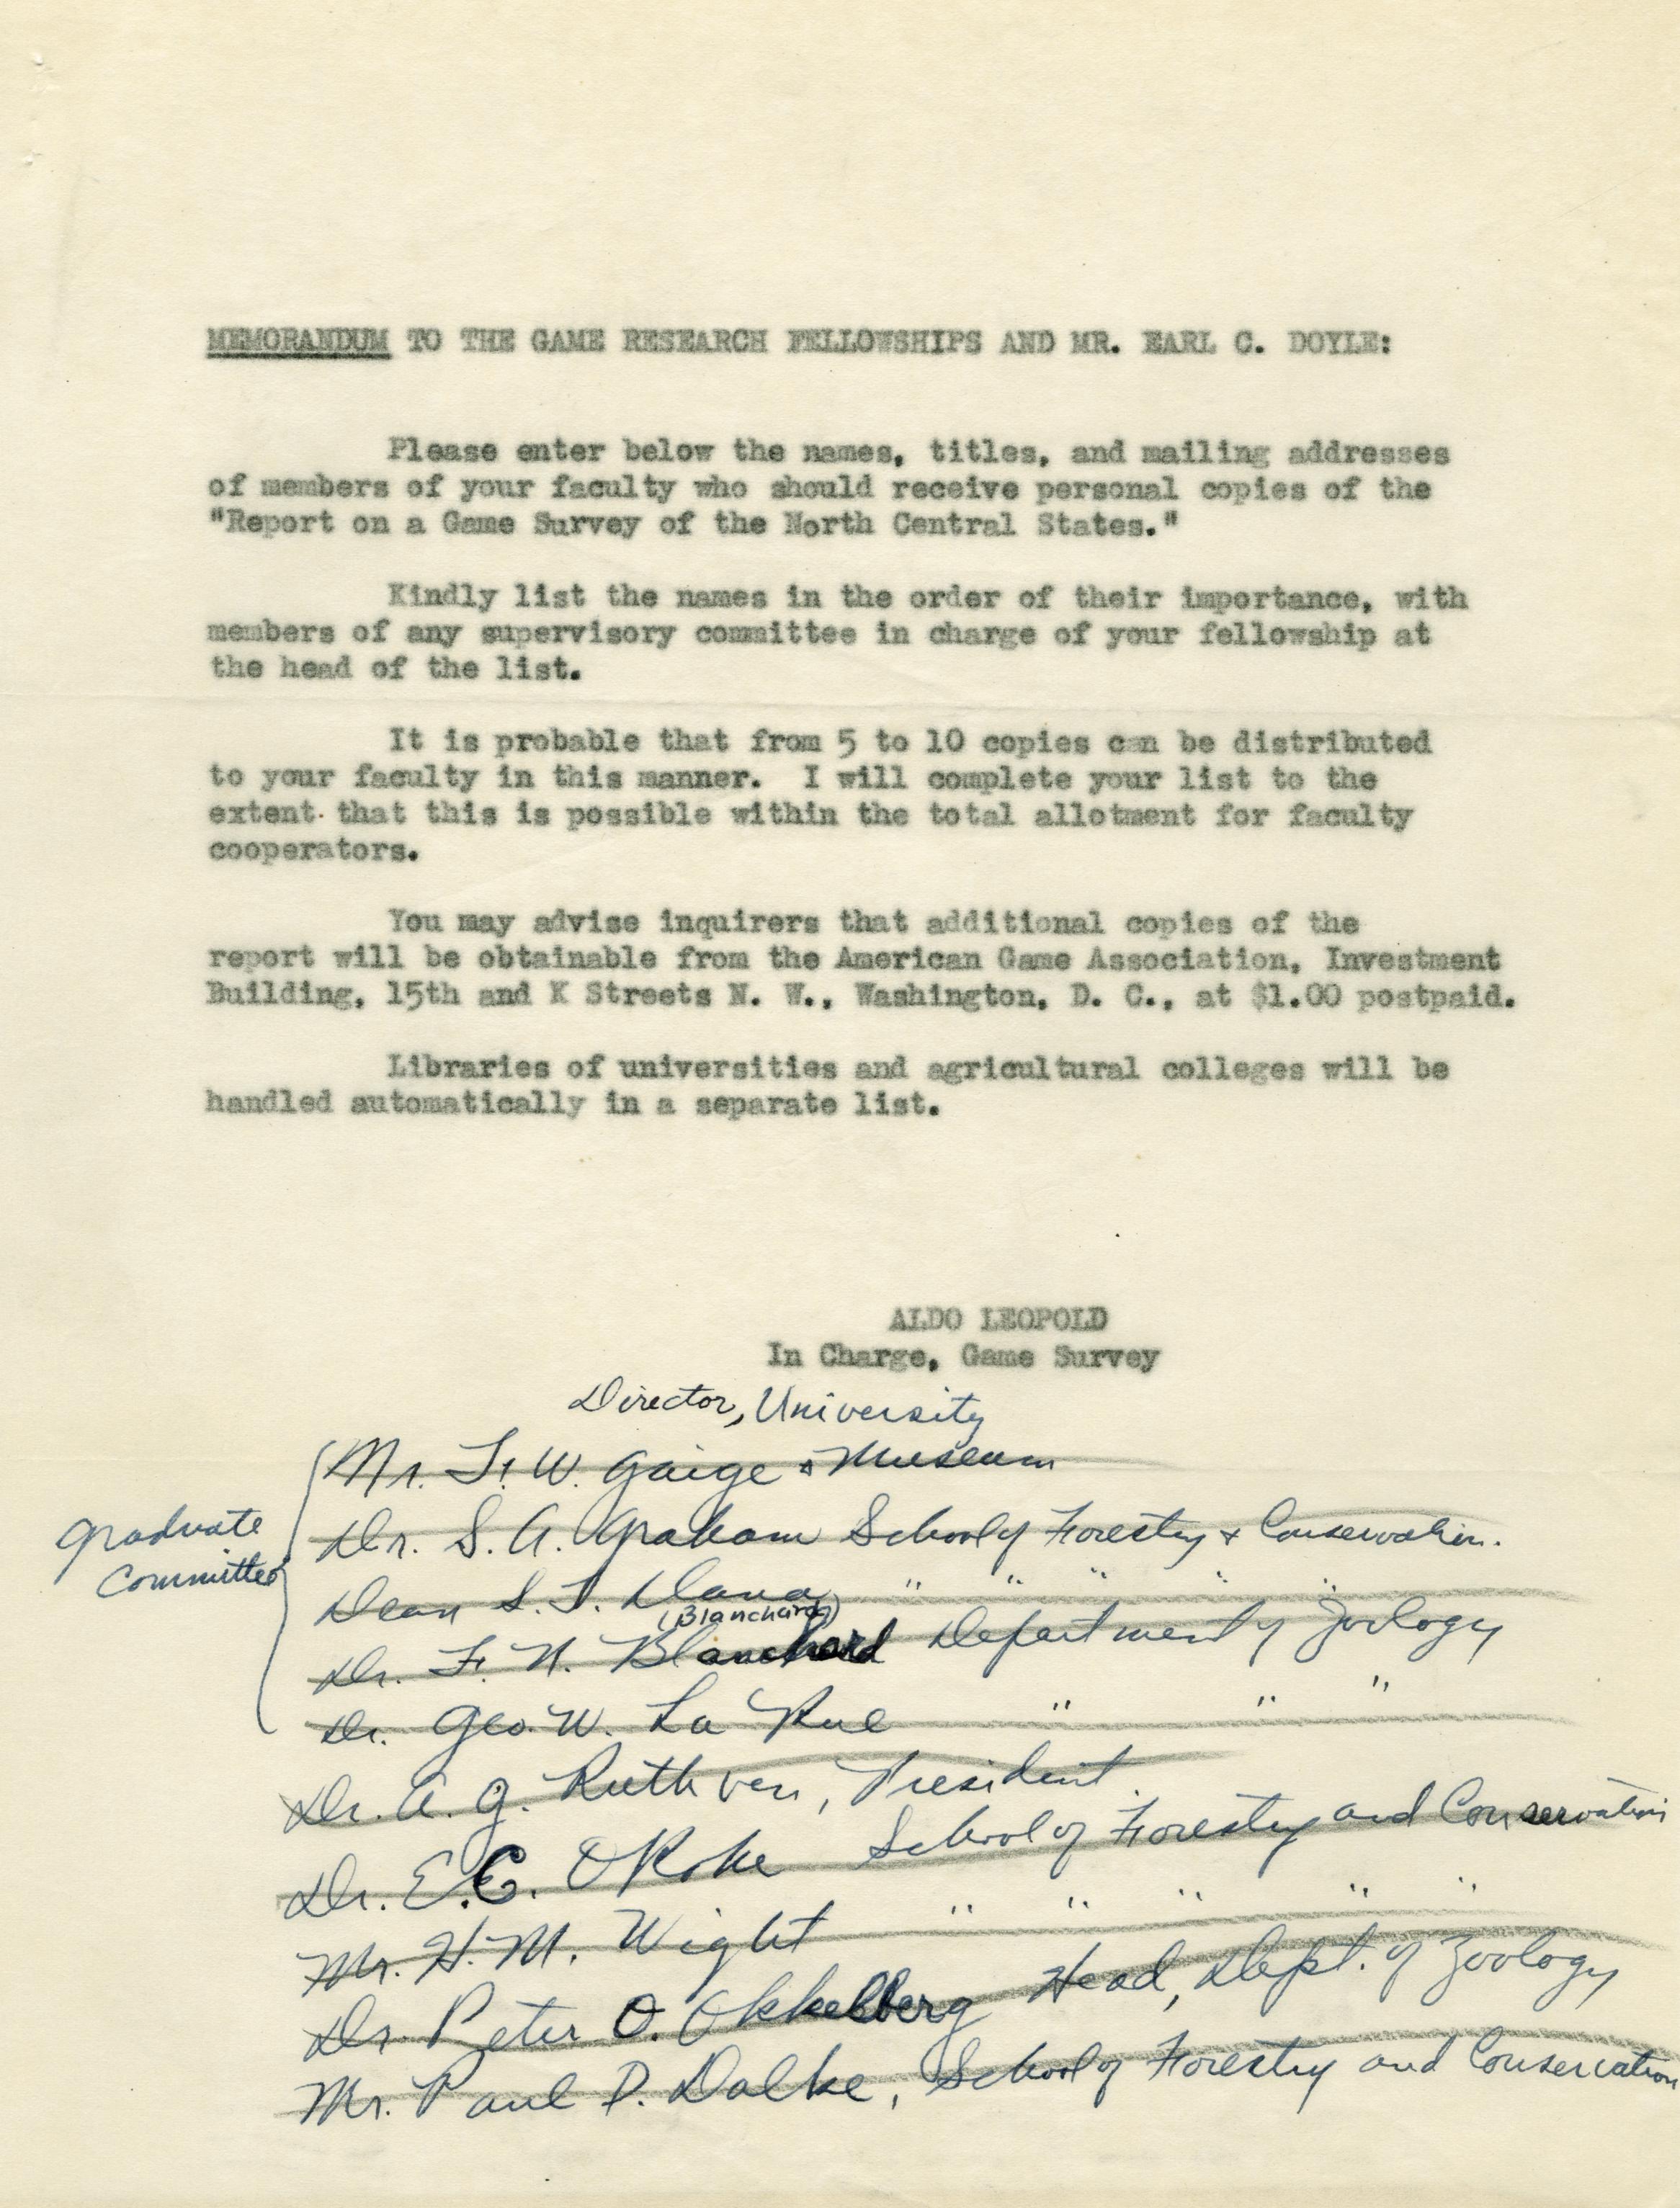 MEMORANDUM TO THE GAME RESEARCH FELLOWSHIPS AND MR. EARL C. DOYLE:
Please enter below the names, titles, and mailing addresses
of members of your faculty who should receive personal copies of the
"Report on a Game Survey of the North Central States."
Kindly list the names in the order of their importance, with
members of any supervisory committee in charge of your fellowship at
the head of the list.
It is probable that from 5 to 10 copies can be distributed
to your faculty in this manner. I will complete your list to the
extent that this is possible within the total allotment for faculty
cooperators.
You may advise inquirers that additional copies of the
report will be obtainable from the American Game Association, Investment
Building, 15th and K Streets N. W., Washington, D. C., at $1.00 postpaid.
Libraries of universities and agricultural colleges will be
handled automatically in a separate list.
ALDO LEOPOLD
In Charge, Game Survey
Director, University
Mr. F. W. Gaige Museum
Graduate
Committee
Dr. S. A. Graham School of Forestry & Conservation.
Dean S. T. Dana " " " " "
(Blanchard)
Dr. F. N. Blanchard Department of Zoology
Dr. Geo. W. La Rue " " "
Dr. A. G. Ruthven, President.
Dr. E. C. O'Roke School of Forestry and Conservation
Mr. H. M. Wight " " " " "
Dr. Peter O. Okkelberg Head, Dept. of Zoology
Mr. Paul D. Dalke, School of Forestry and Conservation